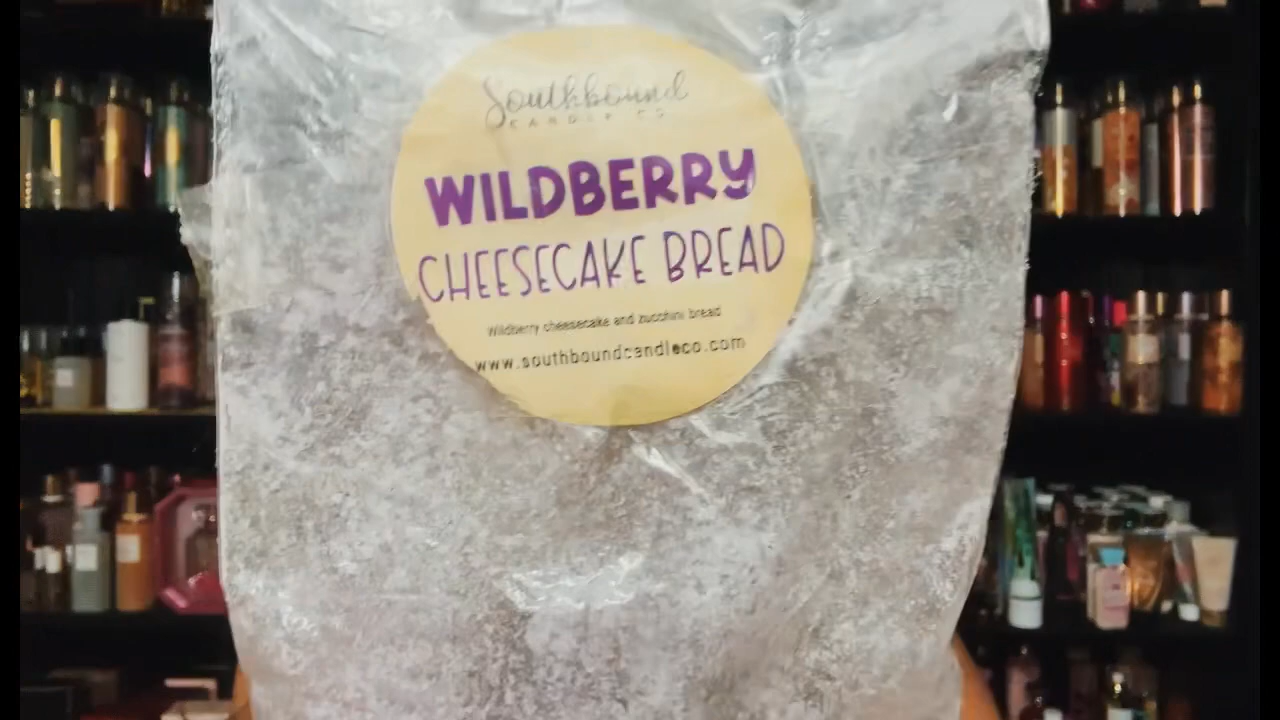 Southbound
CANDLE CO
WILDBERRY
CHEESECAKE BREAD
Wildberry cheesecake and zucchini bread
www.southboundcandleco.com